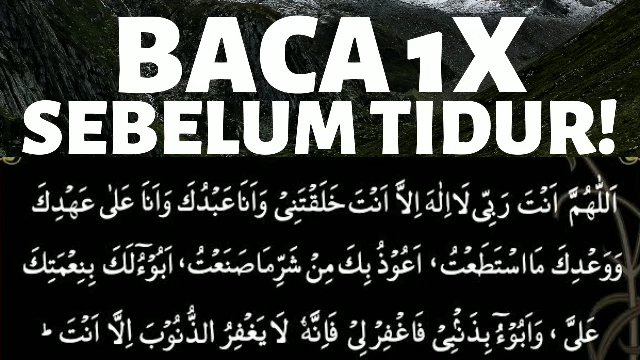 BACA 1X
SEBELUM TIDUR!
اَللّٰهُمَّ اَنْتَ رَبِّیْ لَا اِلٰهَ اِلَّا اَنْتَ خَلَقْتَنِیْ وَاَنَا عَبْدُكَ وَاَنَا عَلٰی عَهْدِكَ
وَوَعْدِكَ مَا اسْتَطَعْتُ، اَعُوْذُ بِكَ مِنْ شَرِّ مَا صَنَعْتُ، اَبُوْٓءُ لَكَ بِنِعْمَتِكَ
عَلَیَّ، وَاَبُوْٓءُ بِذَنْۢبِیْ فَاغْفِرْ لِیْ فَاِنَّهٗ لَا یَغْفِرُ الذُّنُوْبَ اِلَّا اَنْتَ ط